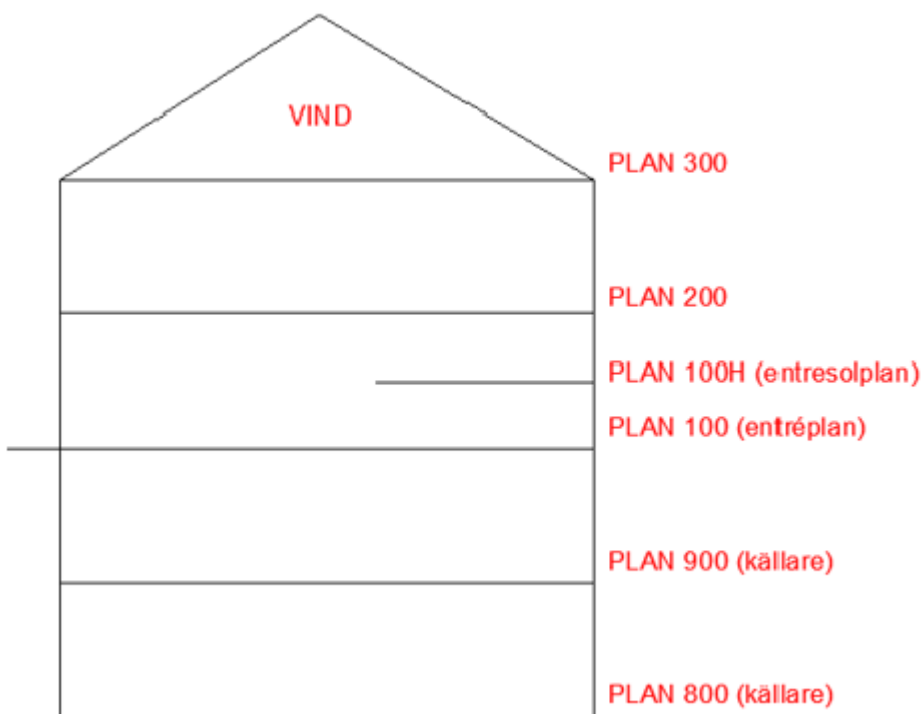 VIND
PLAN 300
PLAN 200
PLAN 100H (entresolplan)
PLAN 100 (entréplan)
PLAN 900 (källare)
PLAN 800 (källare)